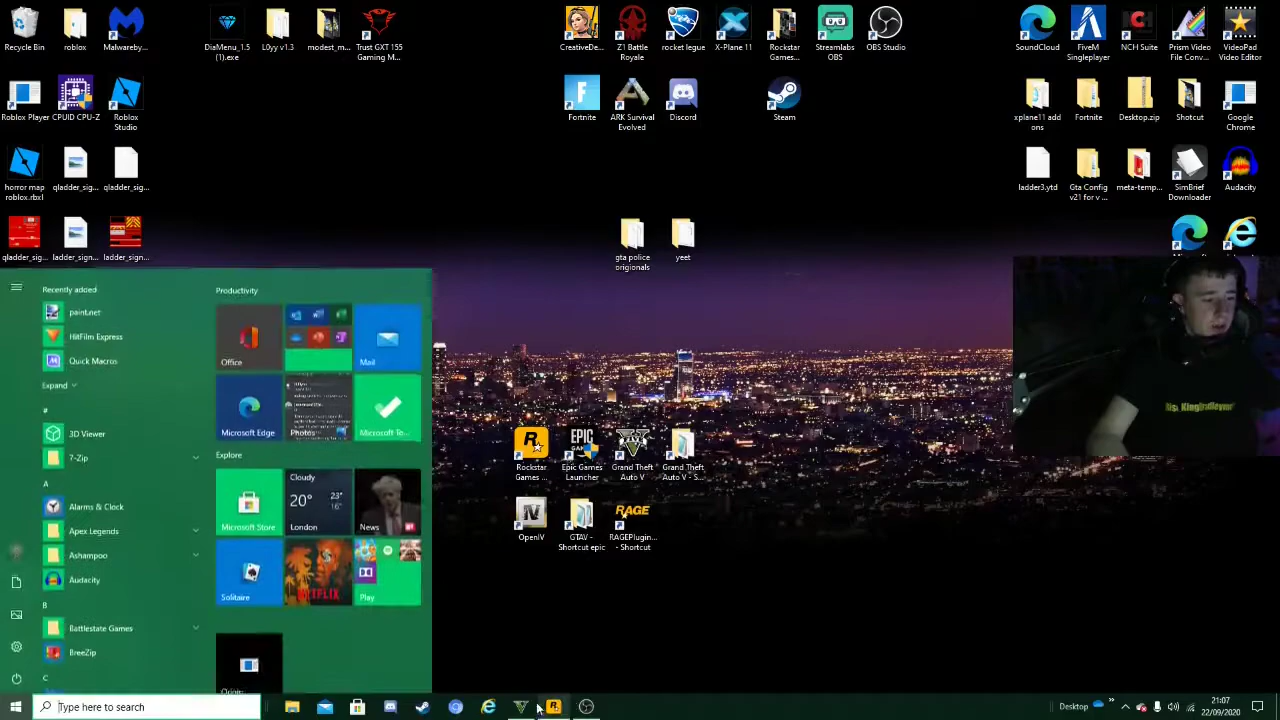 Recycle Bin
roblox
Malwareby...
DiaMenu_1.5
(1).exe
L0yy v1.3
modest_m...
Trust GXT 155
Gaming M...
CreativeDe...
Z1 Battle
Royale
rocket legue
X-Plane 11
Rockstar
Games...
Streamlabs
OBS
OBS Studio
SoundCloud
FiveM
Singleplayer
NCH Suite
Prism Video
File Conv...
VideoPad
Video Editor
Roblox Player
CPUID CPU-Z
Roblox
Studio
Fortnite
ARK Survival
Evolved
Discord
Steam
xplane11 add
ons
Fortnite
Desktop.zip
Shotcut
Google
Chrome
horror map
roblox.rbxl
qladder_sig...
qladder_sig...
ladder3.ytd
Gta Config
v21 for v ...
meta-temp...
SimBrief
Downloader
Audacity
qladder_sig...
ladder_sign...
ladder_sign...
gta police
origionals
yeet
Recently added
paint.net
HitFilm Express
Quick Macros
Expand
#
3D Viewer
7-Zip
A
Alarms & Clock
Apex Legends
Ashampoo
Audacity
B
Battlestate Games
BreeZip
C
Productivity
Office
Mail
Microsoft Edge
Photos
Microsoft To...
Explore
Microsoft Store
Cloudy
20°
23°
16°
London
News
Solitaire
NETFLIX
Play
Origin
Rockstar
Games ...
Epic Games
Launcher
Grand Theft
Auto V
Grand Theft
Auto V - S...
OpenIV
GTAV -
Shortcut epic
RAGE
RAGEPlugin...
- Shortcut
Type here to search
Desktop
21:07
22/09/2020